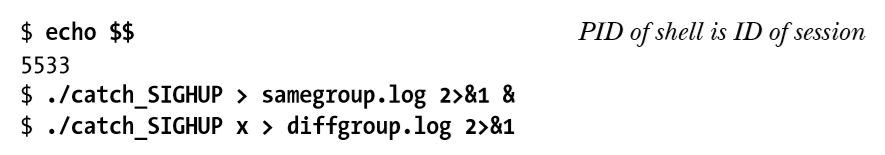 $ echo $$ PID of shell is ID of session
5533
$ ./catch_SIGHUP > samegroup.log 2>&1 &
$ ./catch_SIGHUP x > diffgroup.log 2>&1